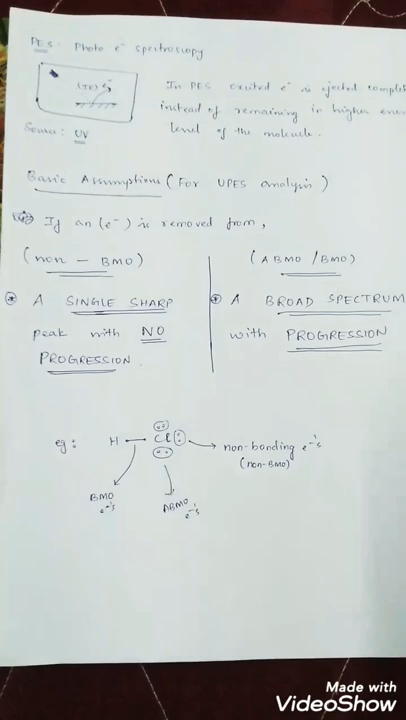 PES: Photo e⁻ spectroscopy
In PES excited e⁻ is ejected complet
instead of remaining in higher ener
level of the molecule.
Source: UV
Basic Assumptions (For UPES analysis)
If an (e⁻) is removed from,
(non - BMO)
* A SINGLE SHARP
peak with NO
PROGRESSION.
(ABMO/BMO)
* A BROAD SPECTRUM
with PROGRESSION
eg: H — Cl → non-bonding e⁻'s
(non-BMO)
BMO
e⁻'s
ABMO
e⁻'s
Made with
VideoShow